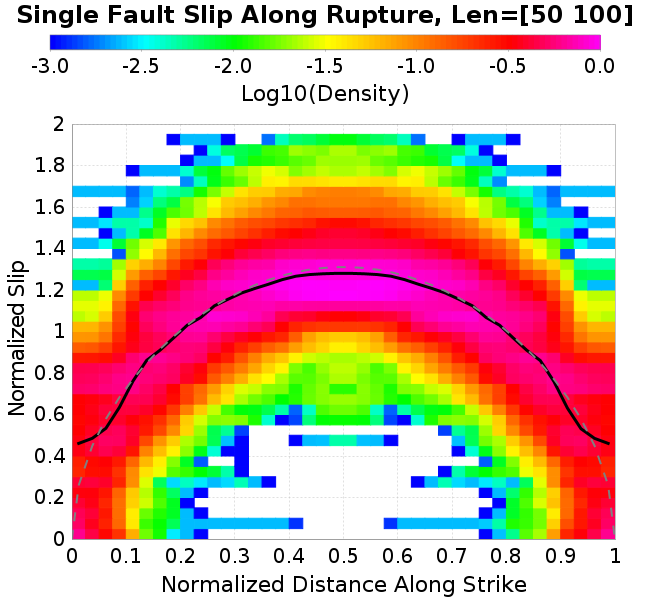 Single Fault Slip Along Rupture, Len=[50 100]
-3.0 -2.5 -2.0 -1.5 -1.0 -0.5 0.0
Log10(Density)
2
1.8
1.6
1.4
1.2
1
0.8
0.6
0.4
0.2
0
Normalized Slip
0 0.1 0.2 0.3 0.4 0.5 0.6 0.7 0.8 0.9 1
Normalized Distance Along Strike